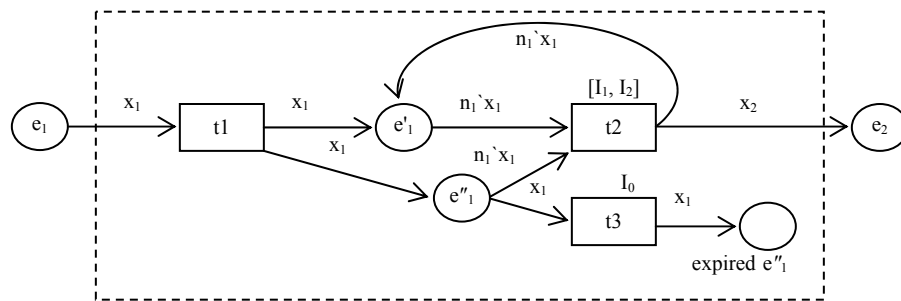 n₁`x₁
[I₁, I₂]
x₁
x₁
n₁`x₁
x₂
e₁
t1
e'₁
t2
e₂
x₁
n₁`x₁
e″₁
x₁
I₀
t3
x₁
expired e″₁